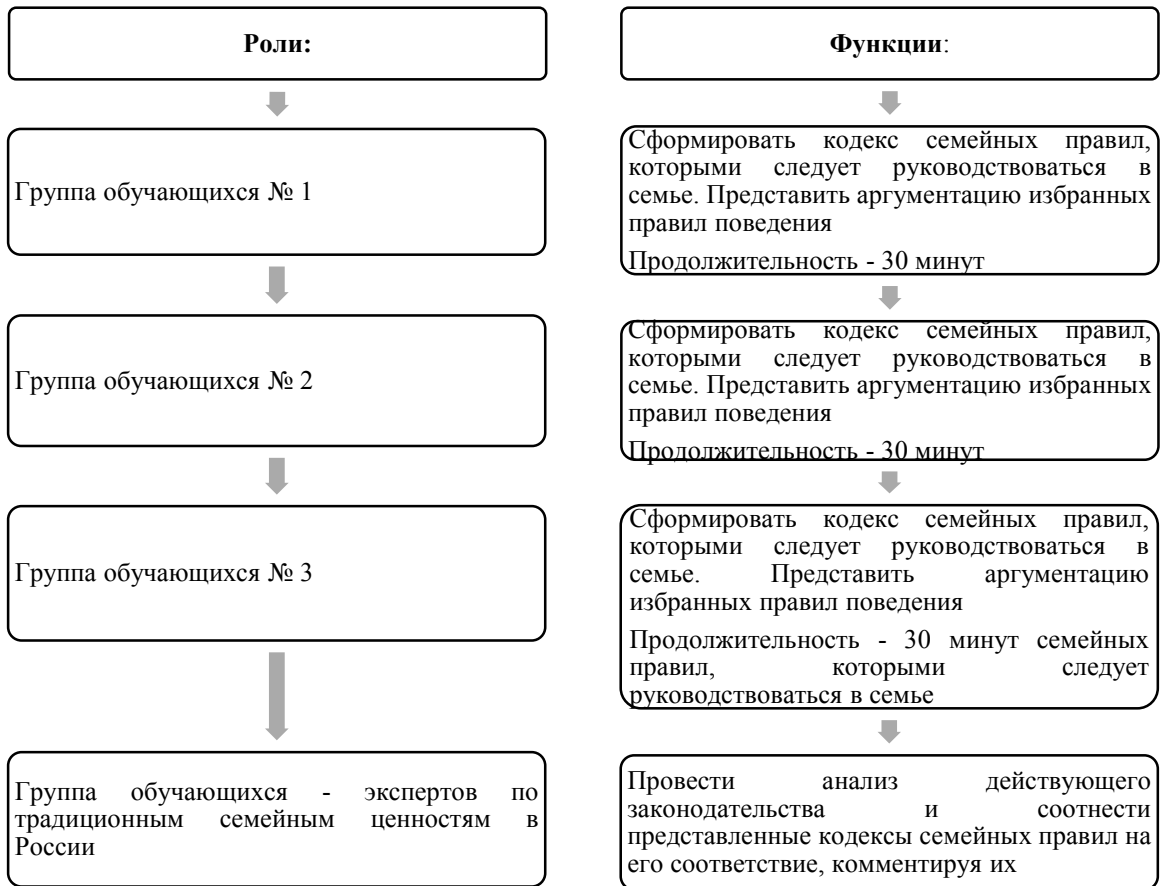 Роли:
Группа обучающихся № 1
Группа обучающихся № 2
Группа обучающихся № 3
Группа обучающихся - экспертов по
традиционным семейным ценностям в
России
Функции:
Сформировать кодекс семейных правил,
которыми следует руководствоваться в
семье. Представить аргументацию избранных
правил поведения
Продолжительность - 30 минут
Сформировать кодекс семейных правил,
которыми следует руководствоваться в
семье. Представить аргументацию избранных
правил поведения
Продолжительность - 30 минут
Сформировать кодекс семейных правил,
которыми следует руководствоваться в
семье. Представить аргументацию
избранных правил поведения
Продолжительность - 30 минут семейных
правил, которыми следует
руководствоваться в семье
Провести анализ действующего
законодательства и соотнести
представленные кодексы семейных правил на
его соответствие, комментируя их